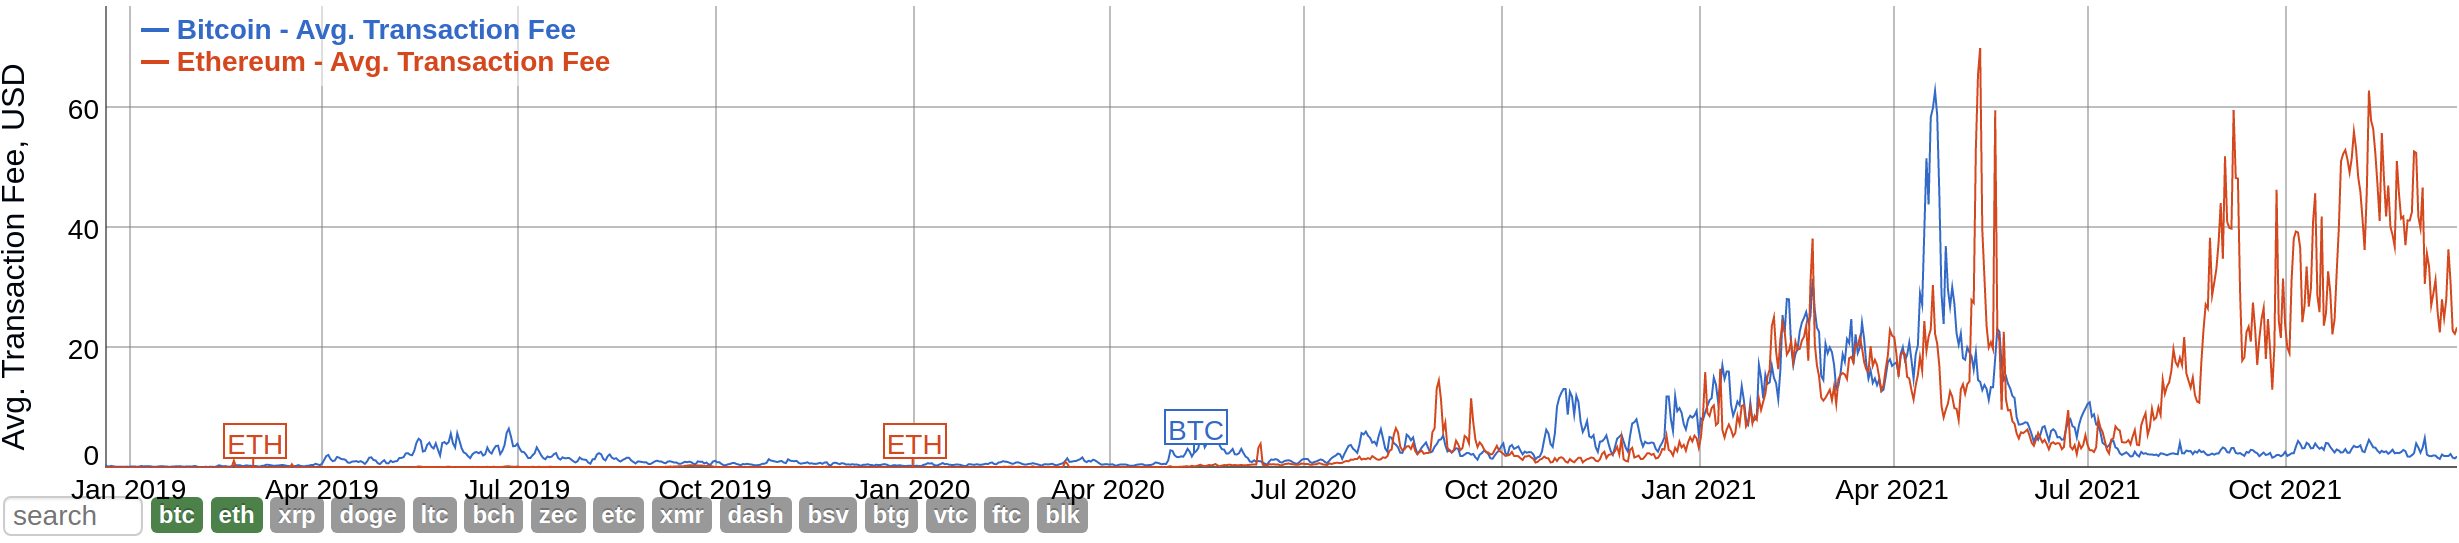 Bitcoin - Avg. Transaction Fee
Ethereum - Avg. Transaction Fee
Avg. Transaction Fee, USD
60
40
20
0
ETH
ETH
BTC
Jan 2019 Apr 2019 Jul 2019 Oct 2019 Jan 2020 Apr 2020 Jul 2020 Oct 2020 Jan 2021 Apr 2021 Jul 2021 Oct 2021
search btc eth xrp doge ltc bch zec etc xmr dash bsv btg vtc ftc blk